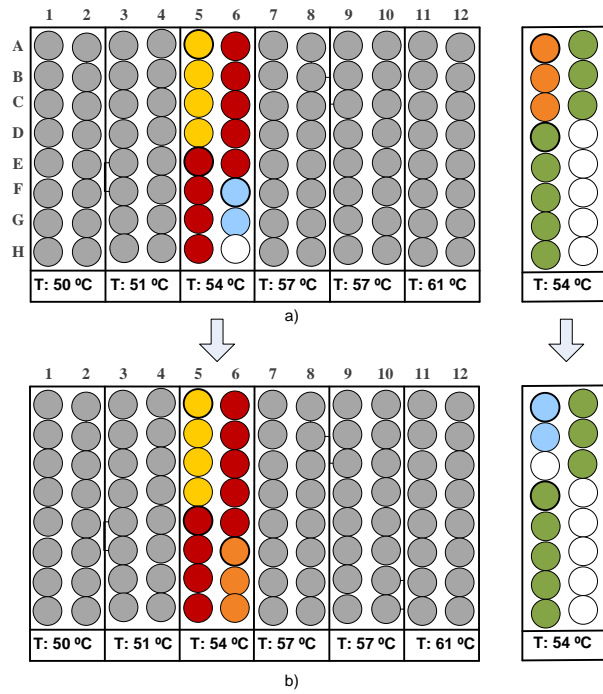 1 2 3 4 5 6 7 8 9 10 11 12
A
B
C
D
E
F
G
H
T: 50 ºC T: 51 ºC T: 54 ºC T: 57 ºC T: 57 ºC T: 61 ºC T: 54 ºC
a)
1 2 3 4 5 6 7 8 9 10 11 12
T: 50 ºC T: 51 ºC T: 54 ºC T: 57 ºC T: 57 ºC T: 61 ºC T: 54 ºC
b)